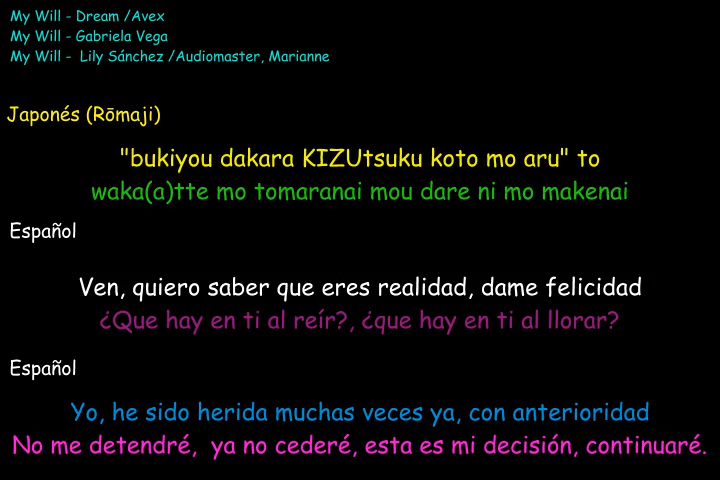 My Will - Dream /Avex
My Will - Gabriela Vega
My Will -  Lily Sánchez /Audiomaster, Marianne
Japonés (Rōmaji)
"bukiyou dakara KIZUtsuku koto mo aru" to
waka(a)tte mo tomaranai mou dare ni mo makenai
Español
Ven, quiero saber que eres realidad, dame felicidad
¿Que hay en ti al reír?, ¿que hay en ti al llorar?
Español
Yo, he sido herida muchas veces ya, con anterioridad
No me detendré,  ya no cederé, esta es mi decisión, continuaré.